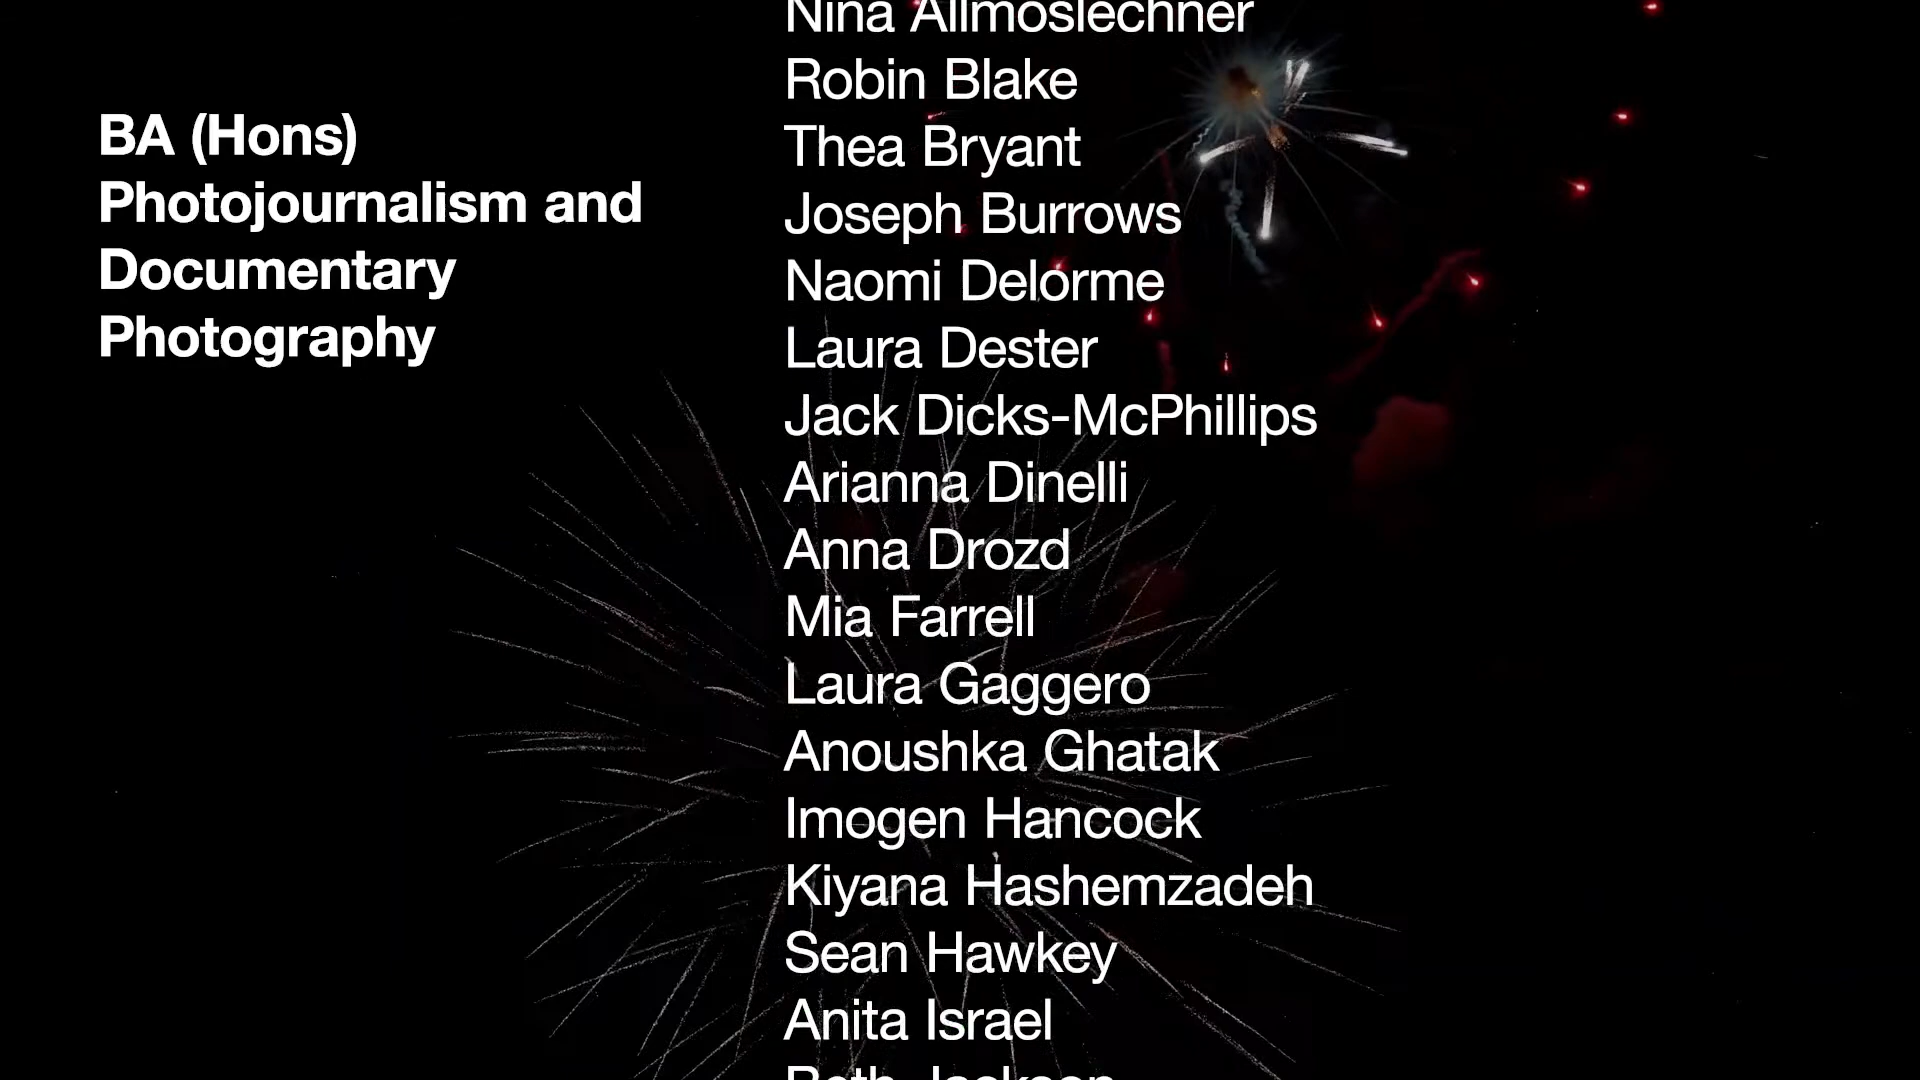 BA (Hons)
Photojournalism and
Documentary
Photography
Nina Allmoslechner
Robin Blake
Thea Bryant
Joseph Burrows
Naomi Delorme
Laura Dester
Jack Dicks-McPhillips
Arianna Dinelli
Anna Drozd
Mia Farrell
Laura Gaggero
Anoushka Ghatak
Imogen Hancock
Kiyana Hashemzadeh
Sean Hawkey
Anita Israel
Beth Jackson